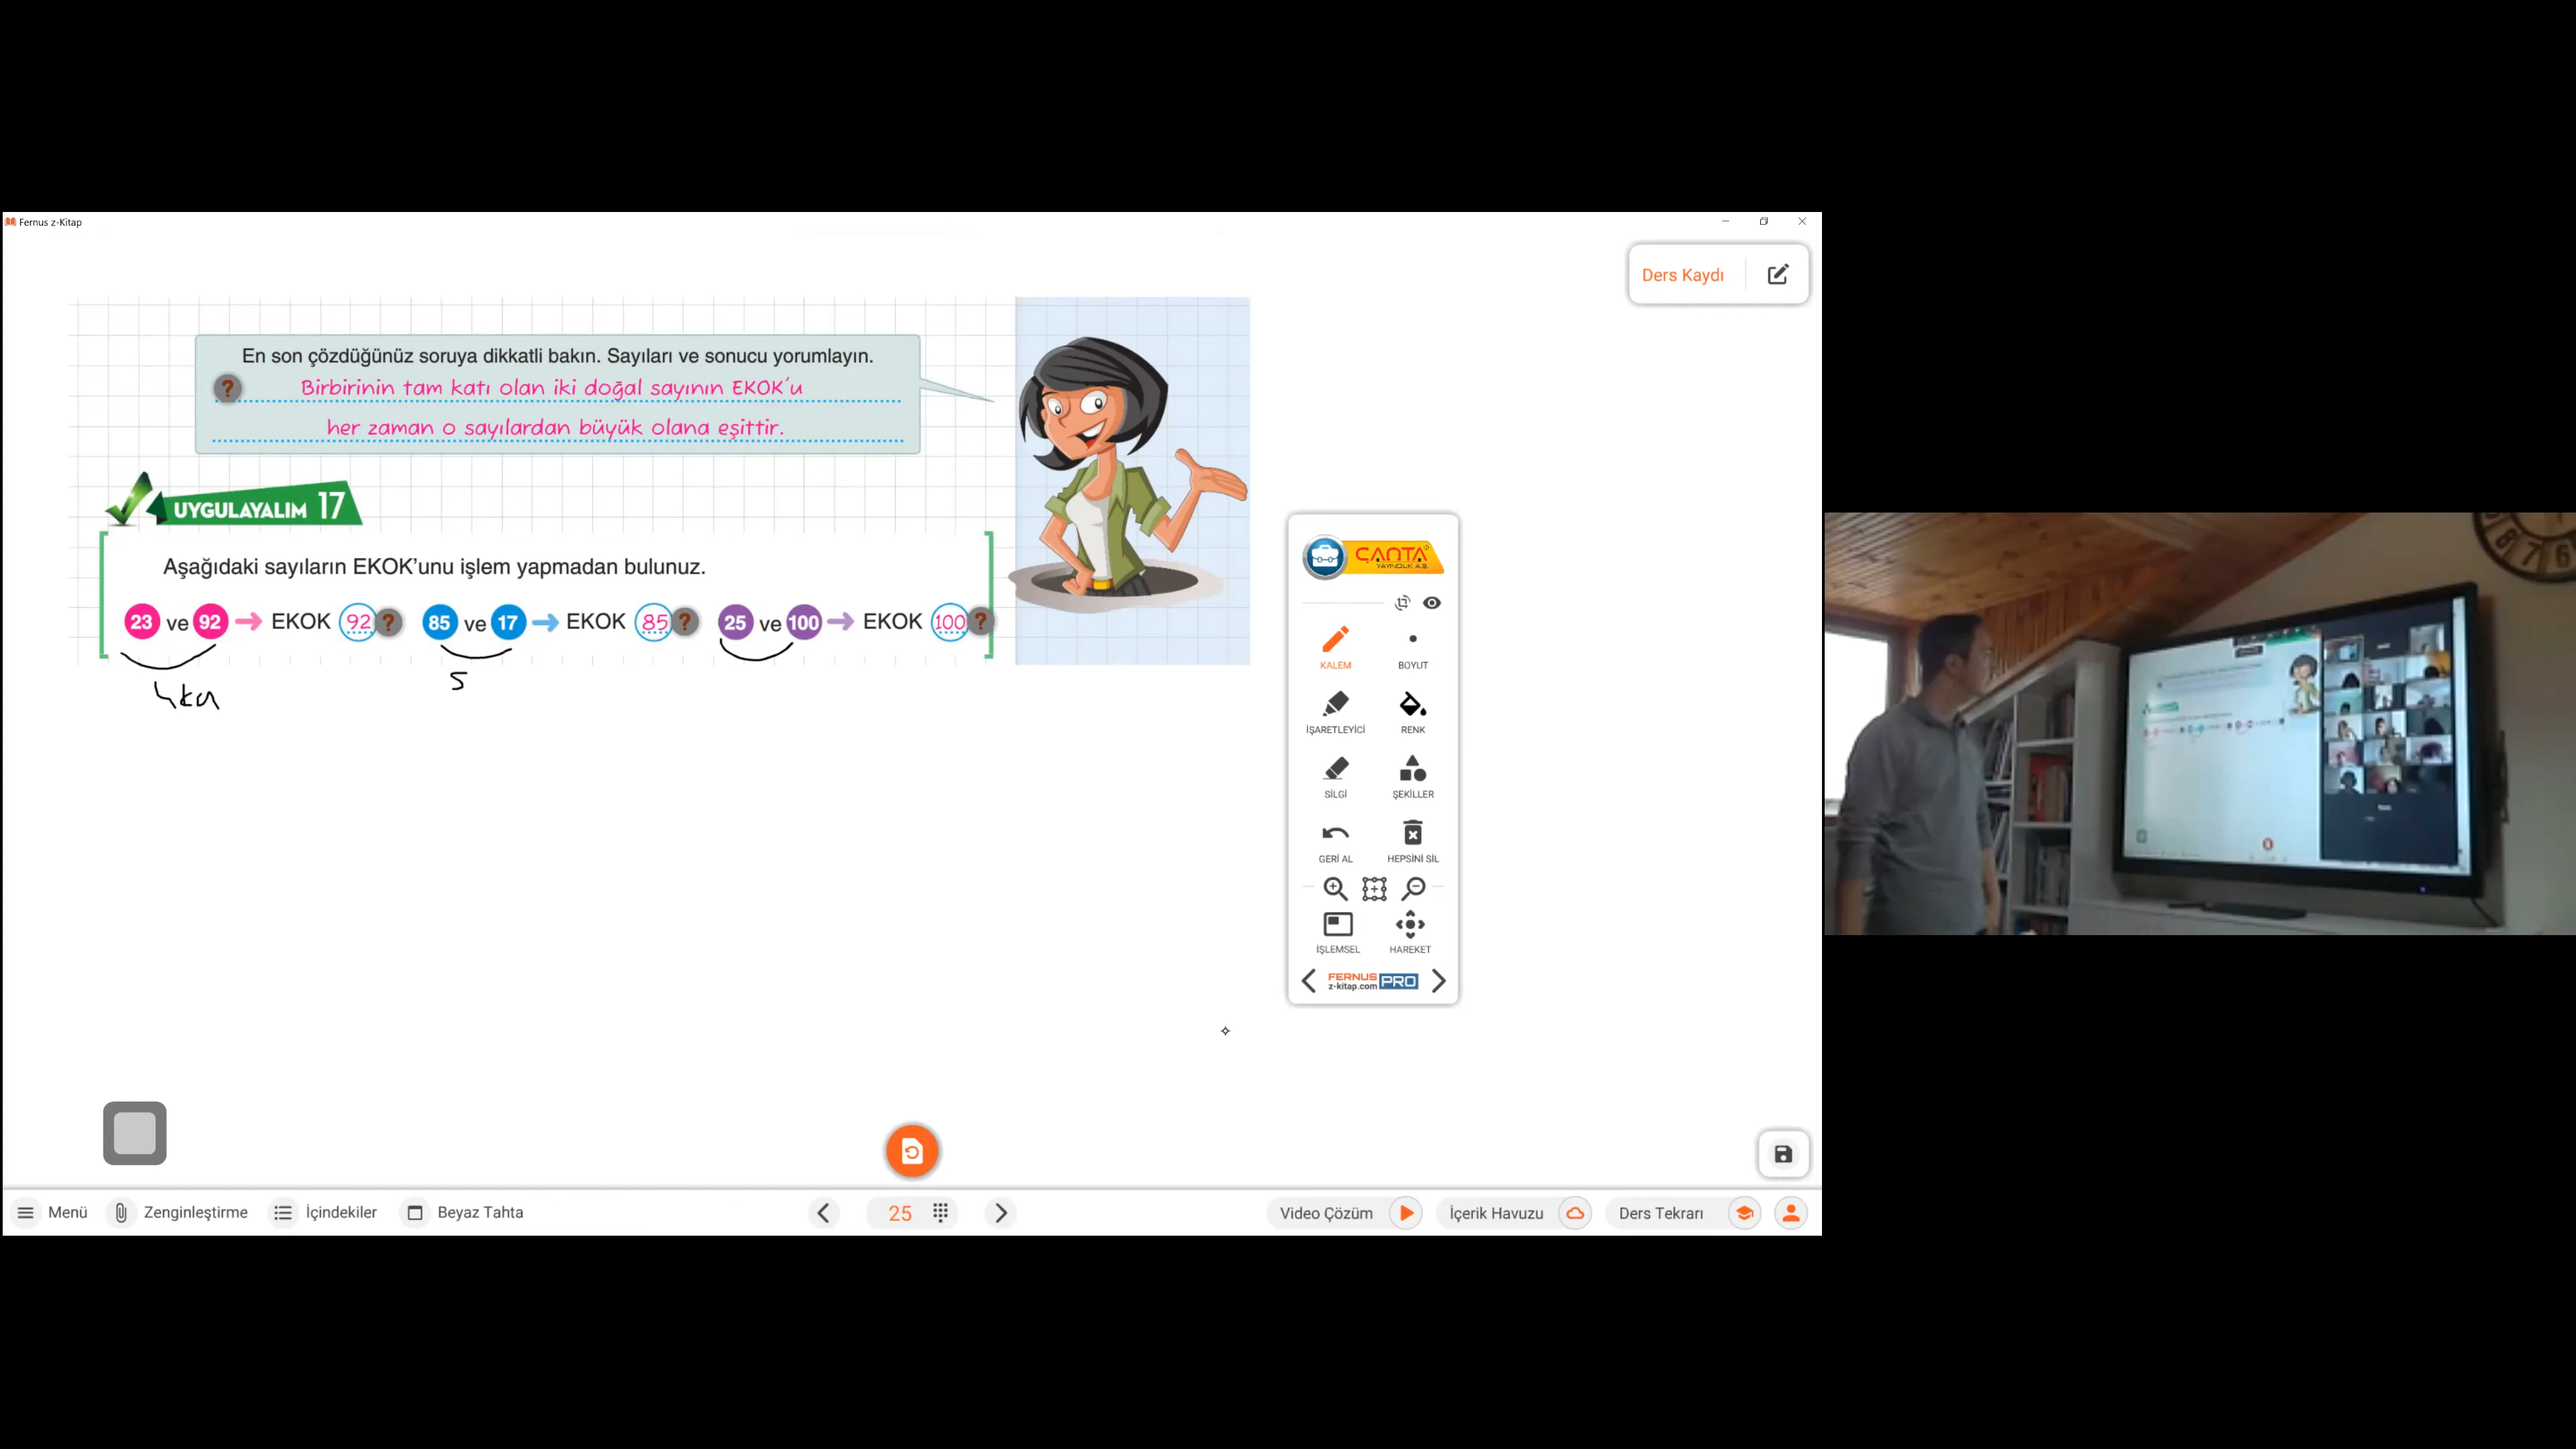 Fernus z-Kitap
Ders Kaydı
En son çözdüğünüz soruya dikkatli bakın. Sayıları ve sonucu yorumlayın.
? Birbirinin tam katı olan iki doğal sayının EKOK'u
her zaman o sayılardan büyük olana eşittir.
UYGULAYALIM 17
Aşağıdaki sayıların EKOK'unu işlem yapmadan bulunuz.
23 ve 92 → EKOK 92 ? 85 ve 17 → EKOK 85 ? 25 ve 100 → EKOK 100 ?
5
ÇANTA
YAYINCILIK A.Ş.
KALEM BOYUT
İŞARETLEYİCİ RENK
SİLGİ ŞEKİLLER
GERİ AL HEPSİNİ SİL
İŞLEMSEL HAREKET
FERNUS PRO
z-kitap.com
Menü Zenginleştirme İçindekiler Beyaz Tahta 25 Video Çözüm İçerik Havuzu Ders Tekrarı
8 7 6